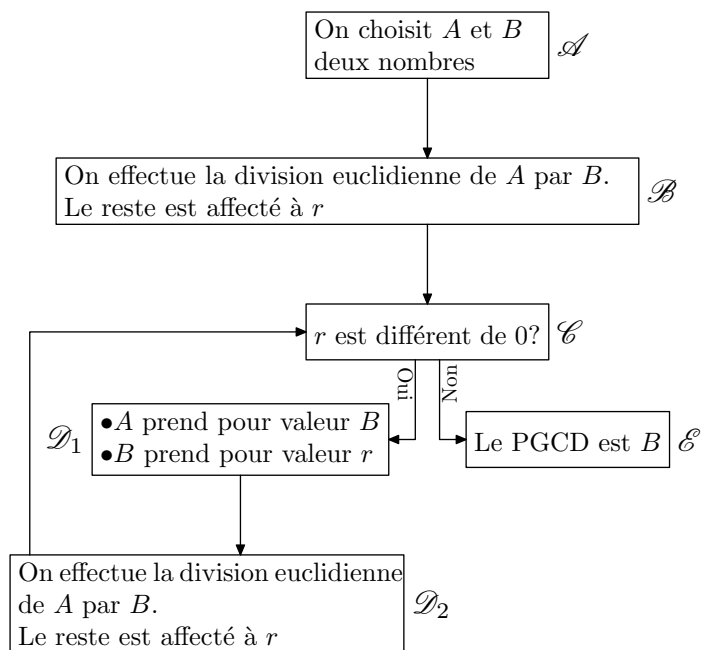 On choisit A et B
deux nombres
𝒜
On effectue la division euclidienne de A par B.
Le reste est affecté à r
ℬ
r est différent de 0?
𝒞
Oui
Non
𝒟₁
●A prend pour valeur B
●B prend pour valeur r
Le PGCD est B
ℰ
On effectue la division euclidienne
de A par B.
Le reste est affecté à r
𝒟₂